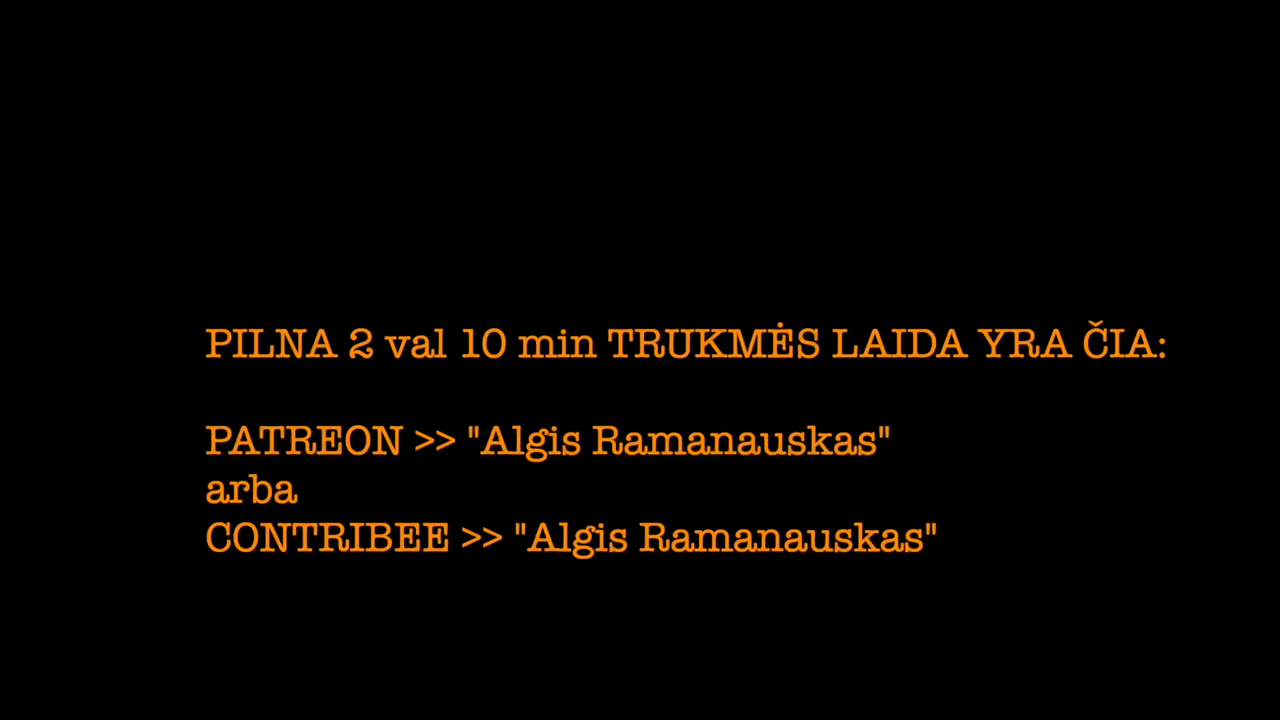 PILNA 2 val 10 min TRUKMĖS LAIDA YRA ČIA:
PATREON >> "Algis Ramanauskas"
arba
CONTRIBEE >> "Algis Ramanauskas"